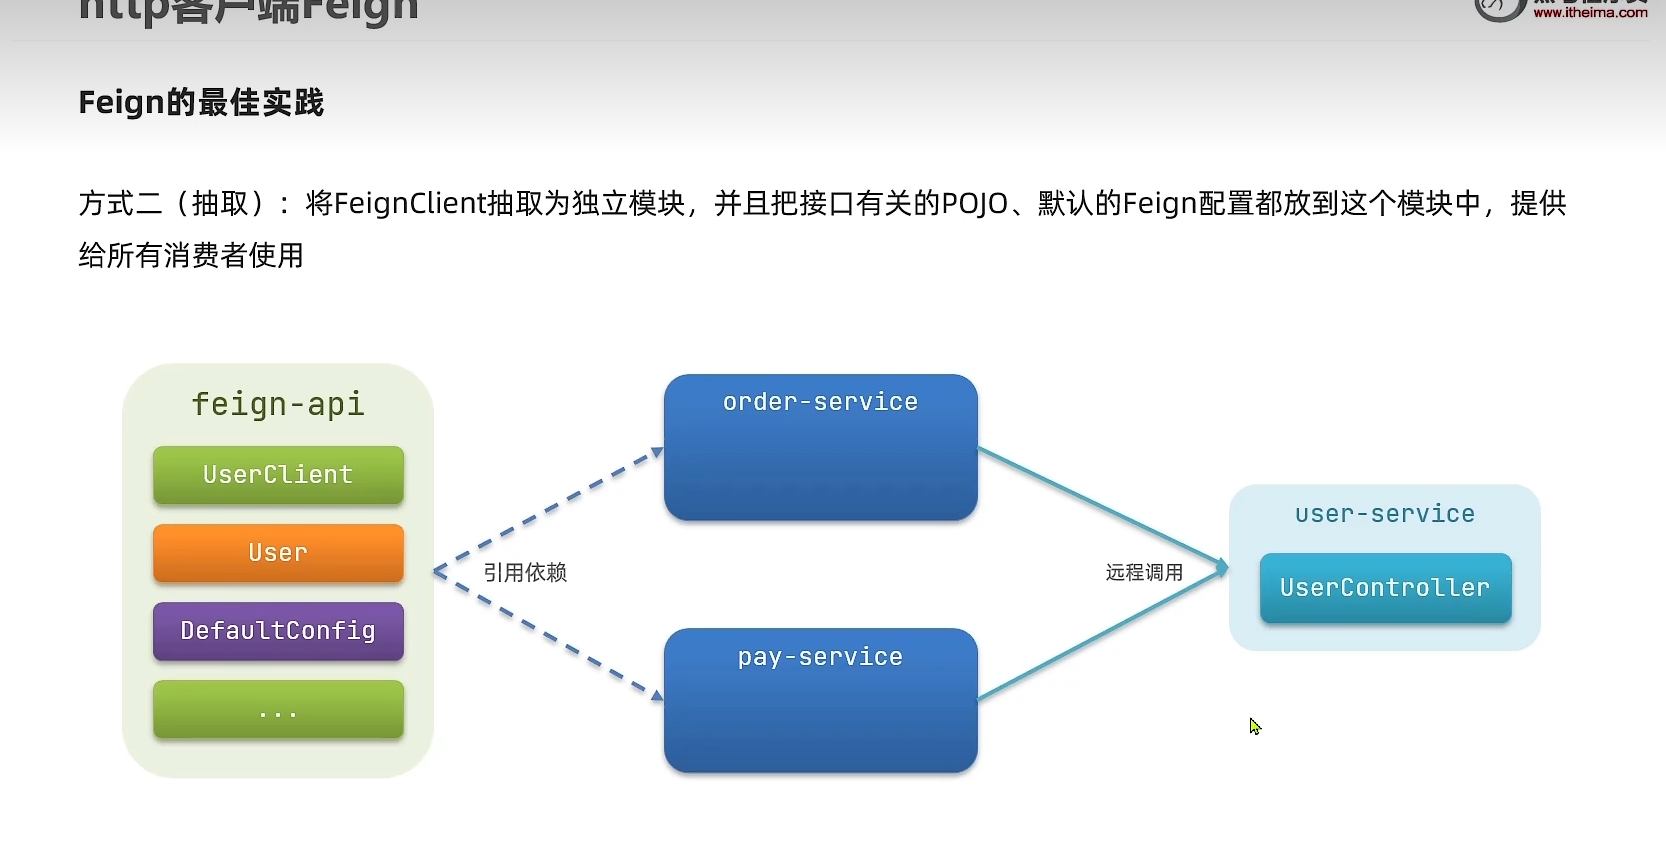 http客户端Feign
www.itheima.com
Feign的最佳实践
方式二（抽取）：将FeignClient抽取为独立模块，并且把接口有关的POJO、默认的Feign配置都放到这个模块中，提供
给所有消费者使用
feign-api
UserClient
User
DefaultConfig
...
引用依赖
order-service
pay-service
远程调用
user-service
UserController